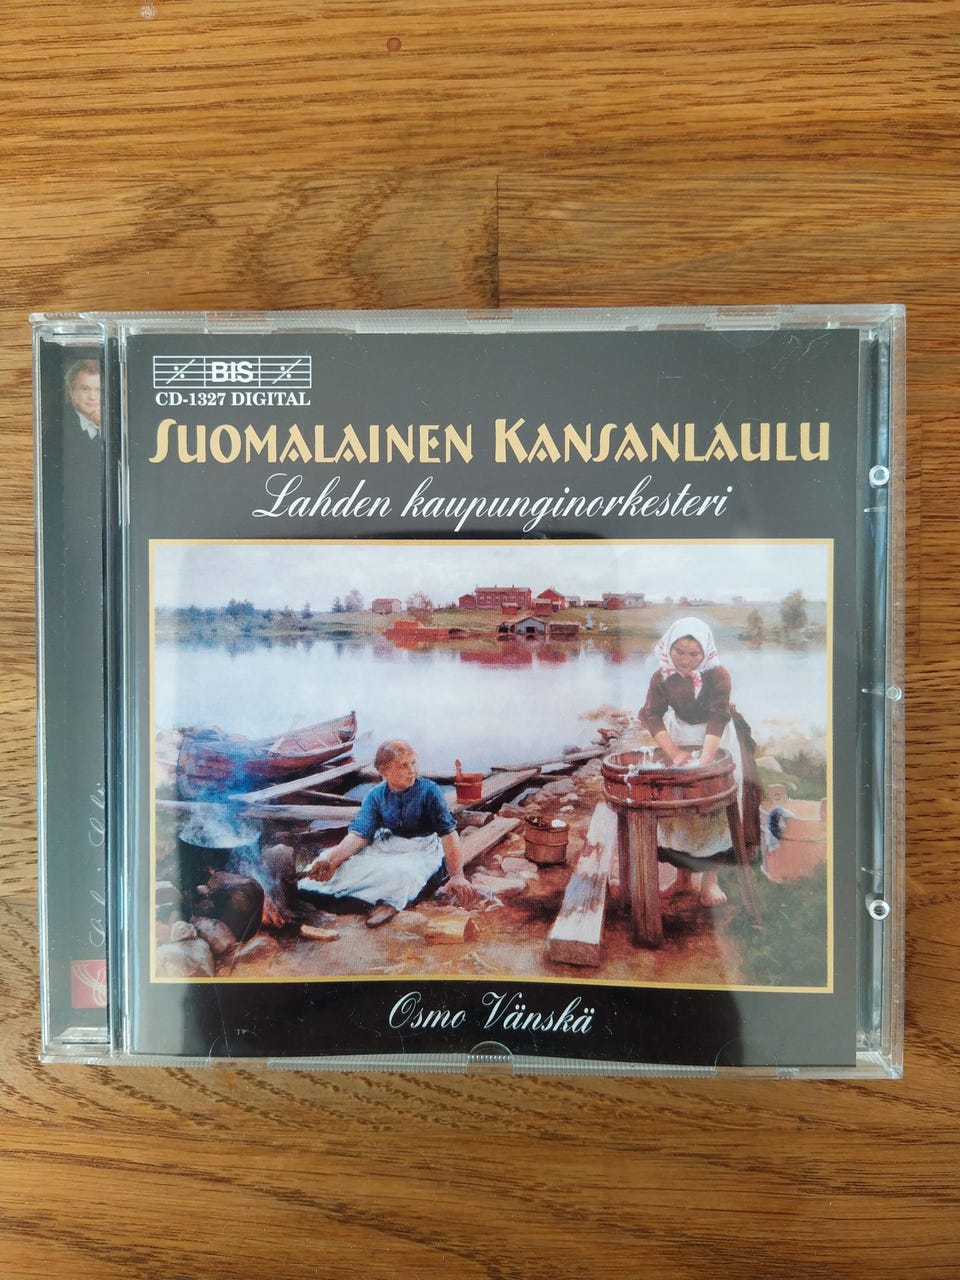 BIS
CD-1327 DIGITAL
SUOMALAINEN KANSANLAULU
Lahden kaupunginorkesteri
Osmo Vänskä